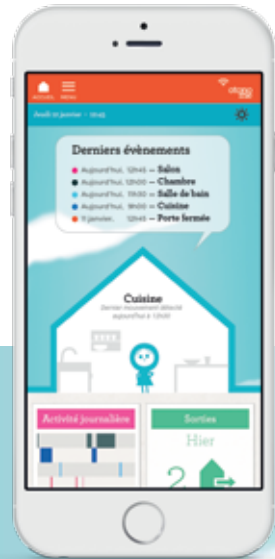 ACCUEIL MENU
Derniers évènements
Aujourd'hui, 12h45 — Salon
Aujourd'hui, 12h00 — Chambre
Aujourd'hui, 11h30 — Salle de bain
Aujourd'hui, 9h00 — Cuisine
11 janvier, 12h45 — Porte fermée
Cuisine
Dernier mouvement détecté
aujourd'hui à 12h00
Activité journalière
Sorties
Hier
2